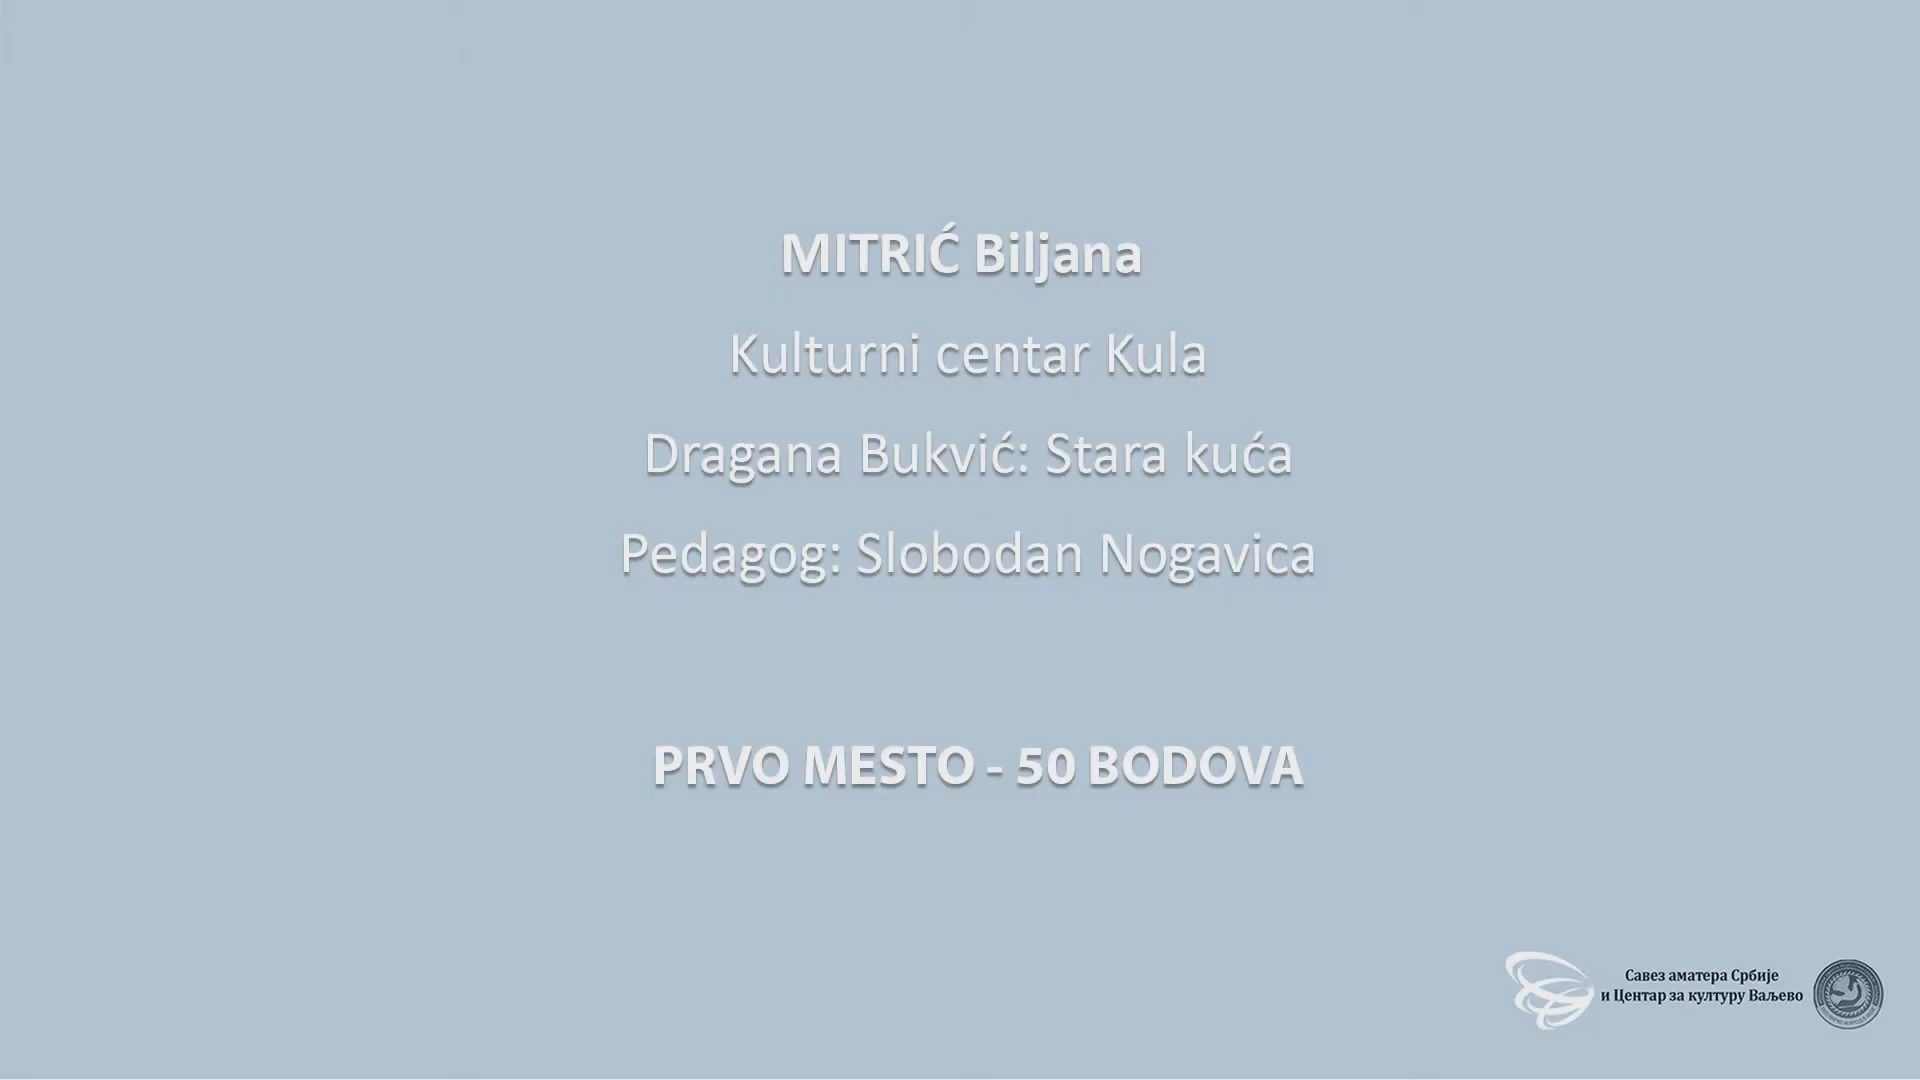 MITRIĆ Biljana
Kulturni centar Kula
Dragana Bukvić: Stara kuća
Pedagog: Slobodan Nogavica
PRVO MESTO - 50 BODOVA
Савез аматера Србије
и Центар за културу Ваљево